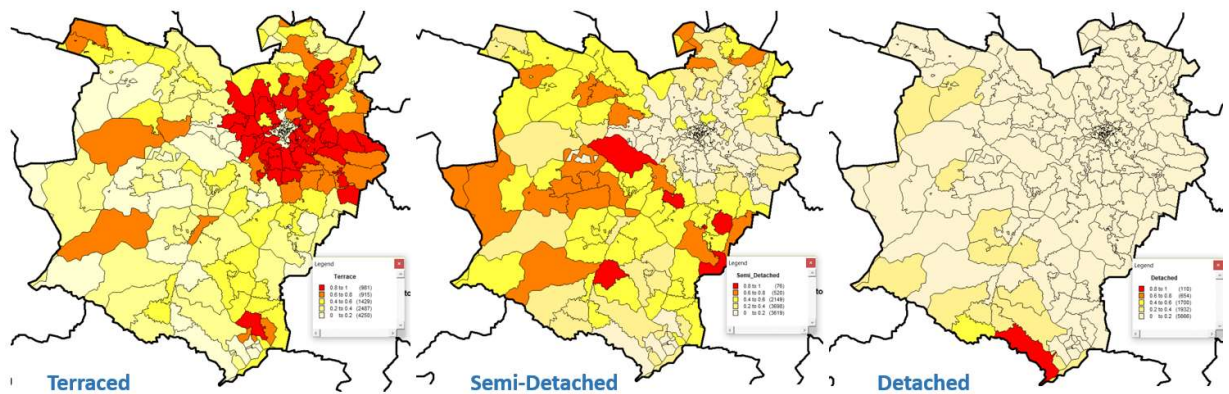 Legend
Terrace
0.8 to 1 (981)
0.6 to 0.8 (915)
0.4 to 0.6 (1429)
0.2 to 0.4 (2487)
0 to 0.2 (4250)
Terraced
Legend
Semi_Detached
0.8 to 1 (76)
0.6 to 0.8 (520)
0.4 to 0.6 (2149)
0.2 to 0.4 (3698)
0 to 0.2 (3619)
to
Semi-Detached
Legend
Detached
0.8 to 1 (110)
0.6 to 0.8 (654)
0.4 to 0.6 (1700)
0.2 to 0.4 (1932)
0 to 0.2 (5666)
Detached